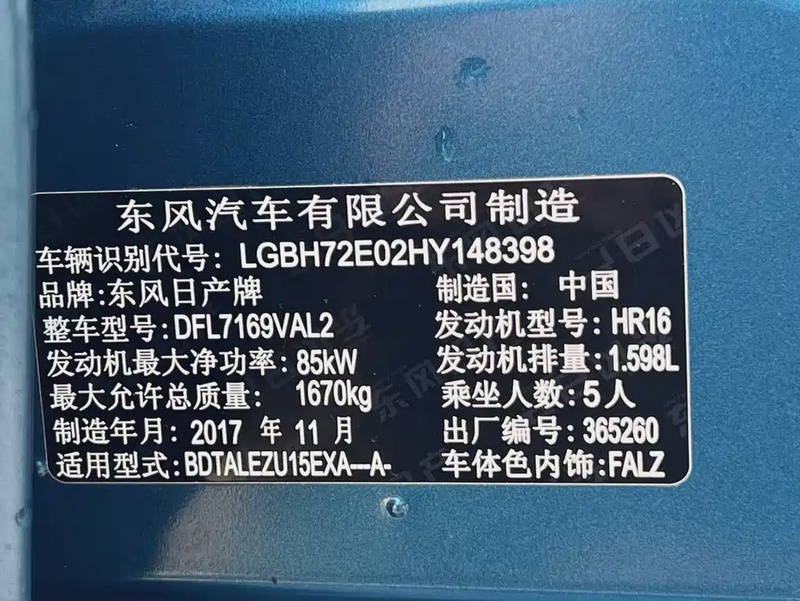 东风汽车有限公司制造
车辆识别代号: LGBH72E02HY148398
品牌:东风日产牌 制造国: 中国
整车型号:DFL7169VAL2 发动机型号: HR16
发动机最大净功率: 85kW 发动机排量: 1.598L
最大允许总质量: 1670kg 乘坐人数: 5人
制造年月: 2017 年 11 月 出厂编号: 365260
适用型式: BDTALEZU15EXA---A- 车体色内饰: FALZ